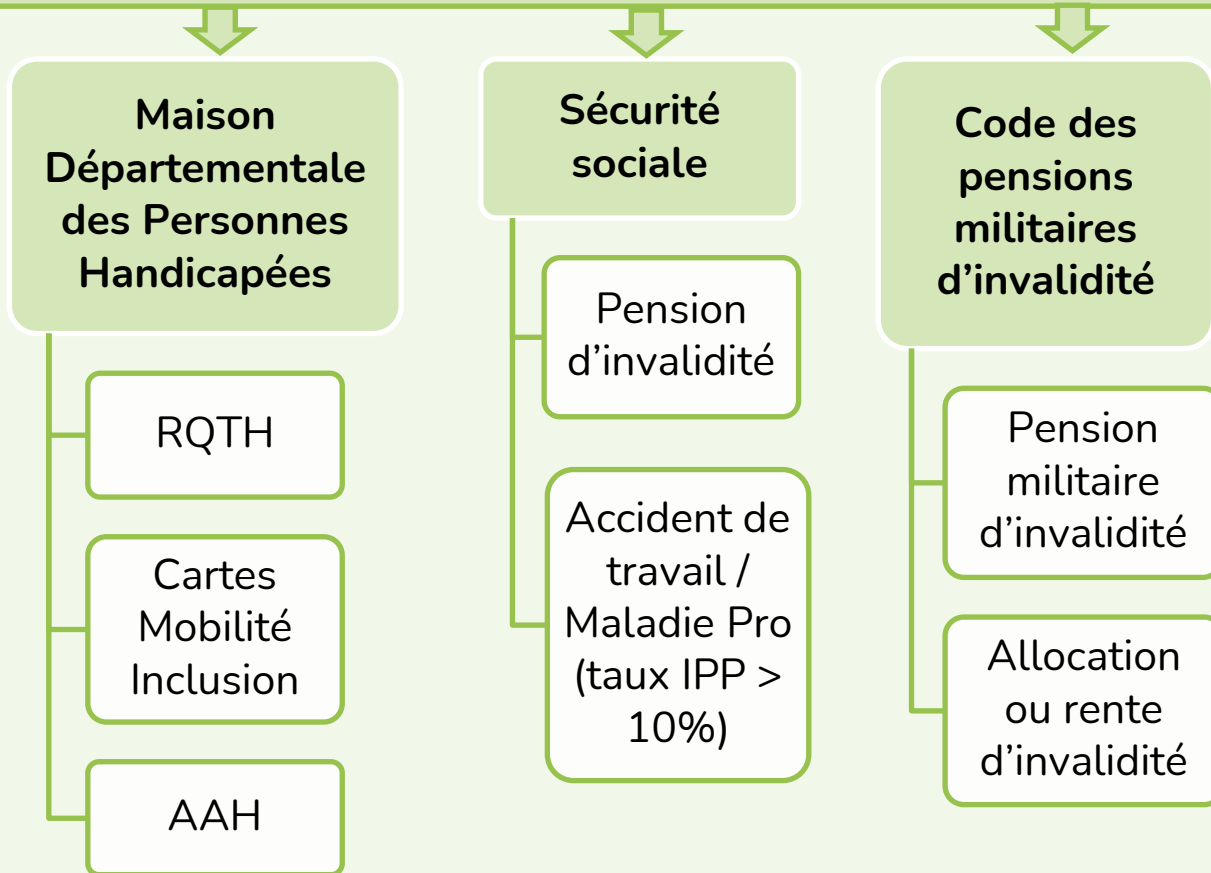 Maison
Départementale
des Personnes
Handicapées
RQTH
Cartes
Mobilité
Inclusion
AAH
Sécurité
sociale
Pension
d’invalidité
Accident de
travail /
Maladie Pro
(taux IPP >
10%)
Code des
pensions
militaires
d’invalidité
Pension
militaire
d’invalidité
Allocation
ou rente
d’invalidité